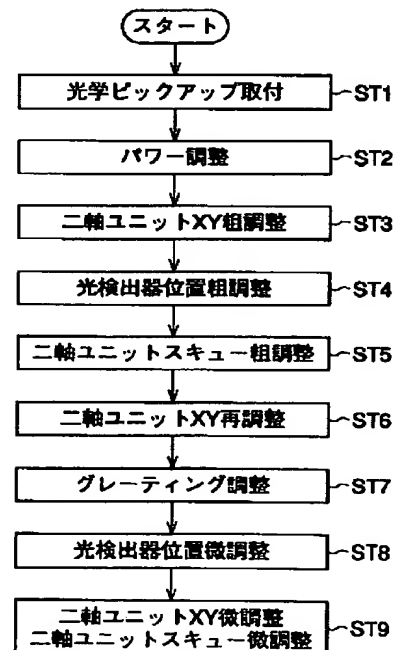 スタート
光学ピックアップ取付 ST1
パワー調整 ST2
二軸ユニットXY粗調整 ST3
光検出器位置粗調整 ST4
二軸ユニットスキュー粗調整 ST5
二軸ユニットXY再調整 ST6
グレーティング調整 ST7
光検出器位置微調整 ST8
二軸ユニットXY微調整
二軸ユニットスキュー微調整 ST9